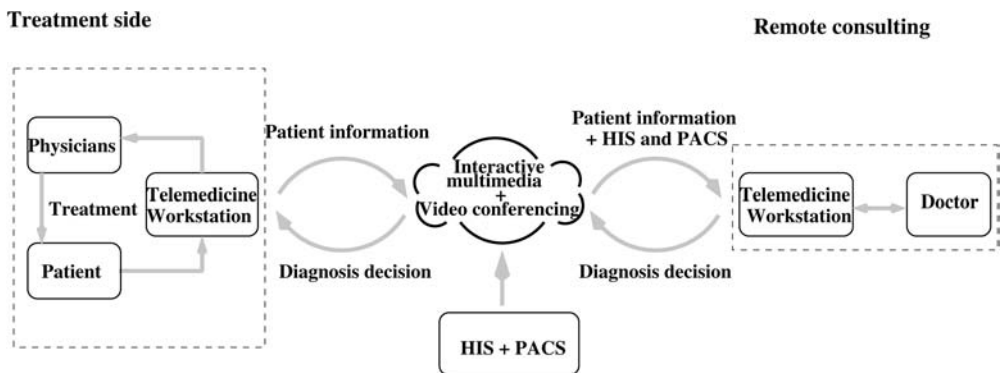 Treatment side
Remote consulting
Physicians
Treatment
Patient
Telemedicine
Workstation
Patient information
Diagnosis decision
Interactive
multimedia
+
Video conferencing
HIS + PACS
Patient information
+ HIS and PACS
Diagnosis decision
Telemedicine
Workstation
Doctor